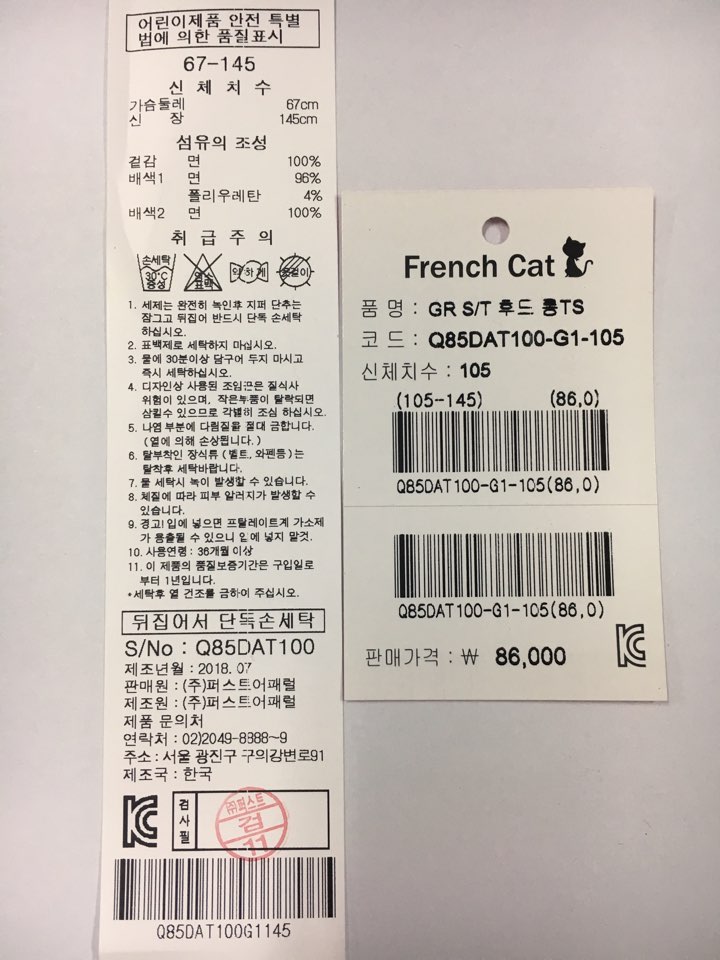 어린이제품 안전 특별
법에 의한 품질표시
67-145
신 체 치 수
가슴둘레 67cm
신 장 145cm
섬유의 조성
겉감 면 100%
배색1 면 96%
폴리우레탄 4%
배색2 면 100%
취 급 주 의
손세탁
30°C
중성
염소
표백
약하게
옷걸이
1. 세제는 완전히 녹인후 지퍼 단추는
잠그고 뒤집어 반드시 단독 손세탁
하십시오.
2. 표백제로 세탁하지 마십시오.
3. 물에 30분이상 담구어 두지 마시고
즉시 세탁하십시오.
4. 디자인상 사용된 조임끈은 질식사
위험이 있으며, 작은부품이 탈락되면
삼킬수 있으므로 각별히 조심 하십시오.
5. 나염 부분에 다림질을 절대 금합니다.
(열에 의해 손상됩니다.)
6. 탈부착인 장식류 (벨트, 와펜등)는
탈착후 세탁바랍니다.
7. 물 세탁시 녹이 발생할 수 있습니다.
8. 체질에 따라 피부 알러지가 발생할 수
있습니다.
9. 경고! 입에 넣으면 프탈레이트계 가소제
가 용출될 수 있으니 입에 넣지 말것.
10. 사용연령 : 36개월 이상
11. 이 제품의 품질보증기간은 구입일로
부터 1년입니다.
*세탁후 열 건조를 금하여 주십시오.
뒤집어서 단독손세탁
S/No : Q85DAT100
제조년월 : 2018. 07
판매원 : (주)퍼스트어패럴
제조원 : (주)퍼스트어패럴
제품 문의처
연락처 : 02)2049-8888~9
주소 : 서울 광진구 구의강변로91
제조국 : 한국
KC
검사필
㈜퍼스트
검
11
Q85DAT100G1145
French Cat
품 명 : GR S/T 후드 롱TS
코 드 : Q85DAT100-G1-105
신체치수 : 105
(105-145) (86,0)
Q85DAT100-G1-105(86,0)
Q85DAT100-G1-105(86,0)
판매가격 : ₩ 86,000
KC